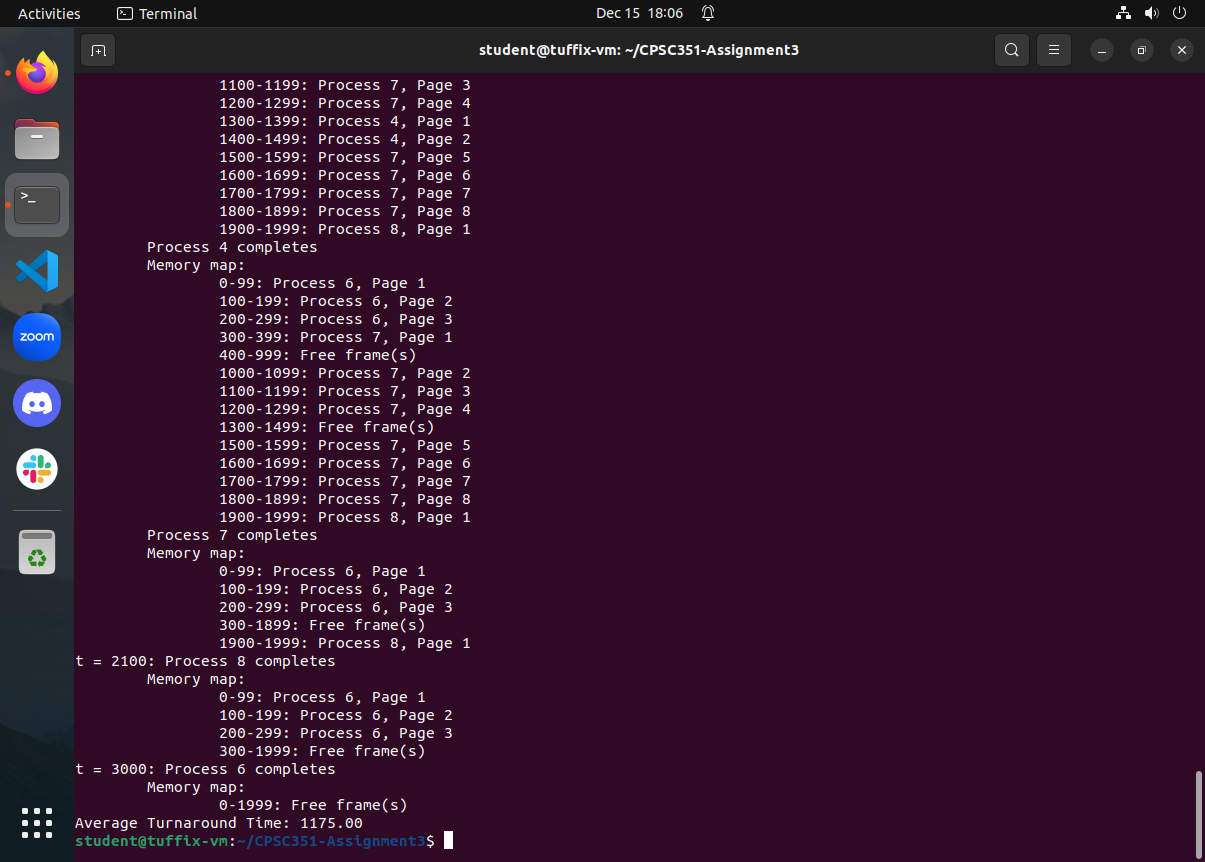 Activities
Terminal
Dec 15 18:06
student@tuffix-vm: ~/CPSC351-Assignment3
1100-1199: Process 7, Page 3
1200-1299: Process 7, Page 4
1300-1399: Process 4, Page 1
1400-1499: Process 4, Page 2
1500-1599: Process 7, Page 5
1600-1699: Process 7, Page 6
1700-1799: Process 7, Page 7
1800-1899: Process 7, Page 8
1900-1999: Process 8, Page 1
Process 4 completes
Memory map:
0-99: Process 6, Page 1
100-199: Process 6, Page 2
200-299: Process 6, Page 3
300-399: Process 7, Page 1
400-999: Free frame(s)
1000-1099: Process 7, Page 2
1100-1199: Process 7, Page 3
1200-1299: Process 7, Page 4
1300-1499: Free frame(s)
1500-1599: Process 7, Page 5
1600-1699: Process 7, Page 6
1700-1799: Process 7, Page 7
1800-1899: Process 7, Page 8
1900-1999: Process 8, Page 1
Process 7 completes
Memory map:
0-99: Process 6, Page 1
100-199: Process 6, Page 2
200-299: Process 6, Page 3
300-1899: Free frame(s)
1900-1999: Process 8, Page 1
t = 2100: Process 8 completes
Memory map:
0-99: Process 6, Page 1
100-199: Process 6, Page 2
200-299: Process 6, Page 3
300-1999: Free frame(s)
t = 3000: Process 6 completes
Memory map:
0-1999: Free frame(s)
Average Turnaround Time: 1175.00
student@tuffix-vm:~/CPSC351-Assignment3$
zoom